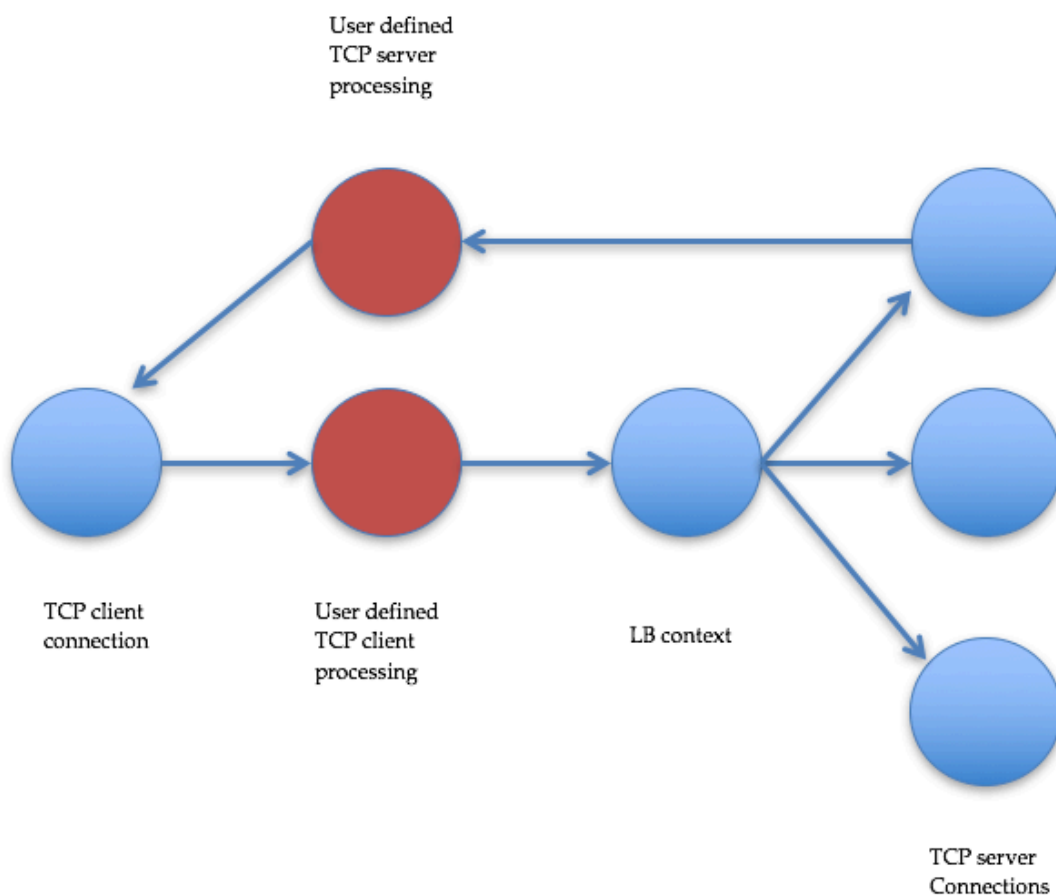 User defined
TCP server
processing
TCP client
connection
User defined
TCP client
processing
LB context
TCP server
Connections